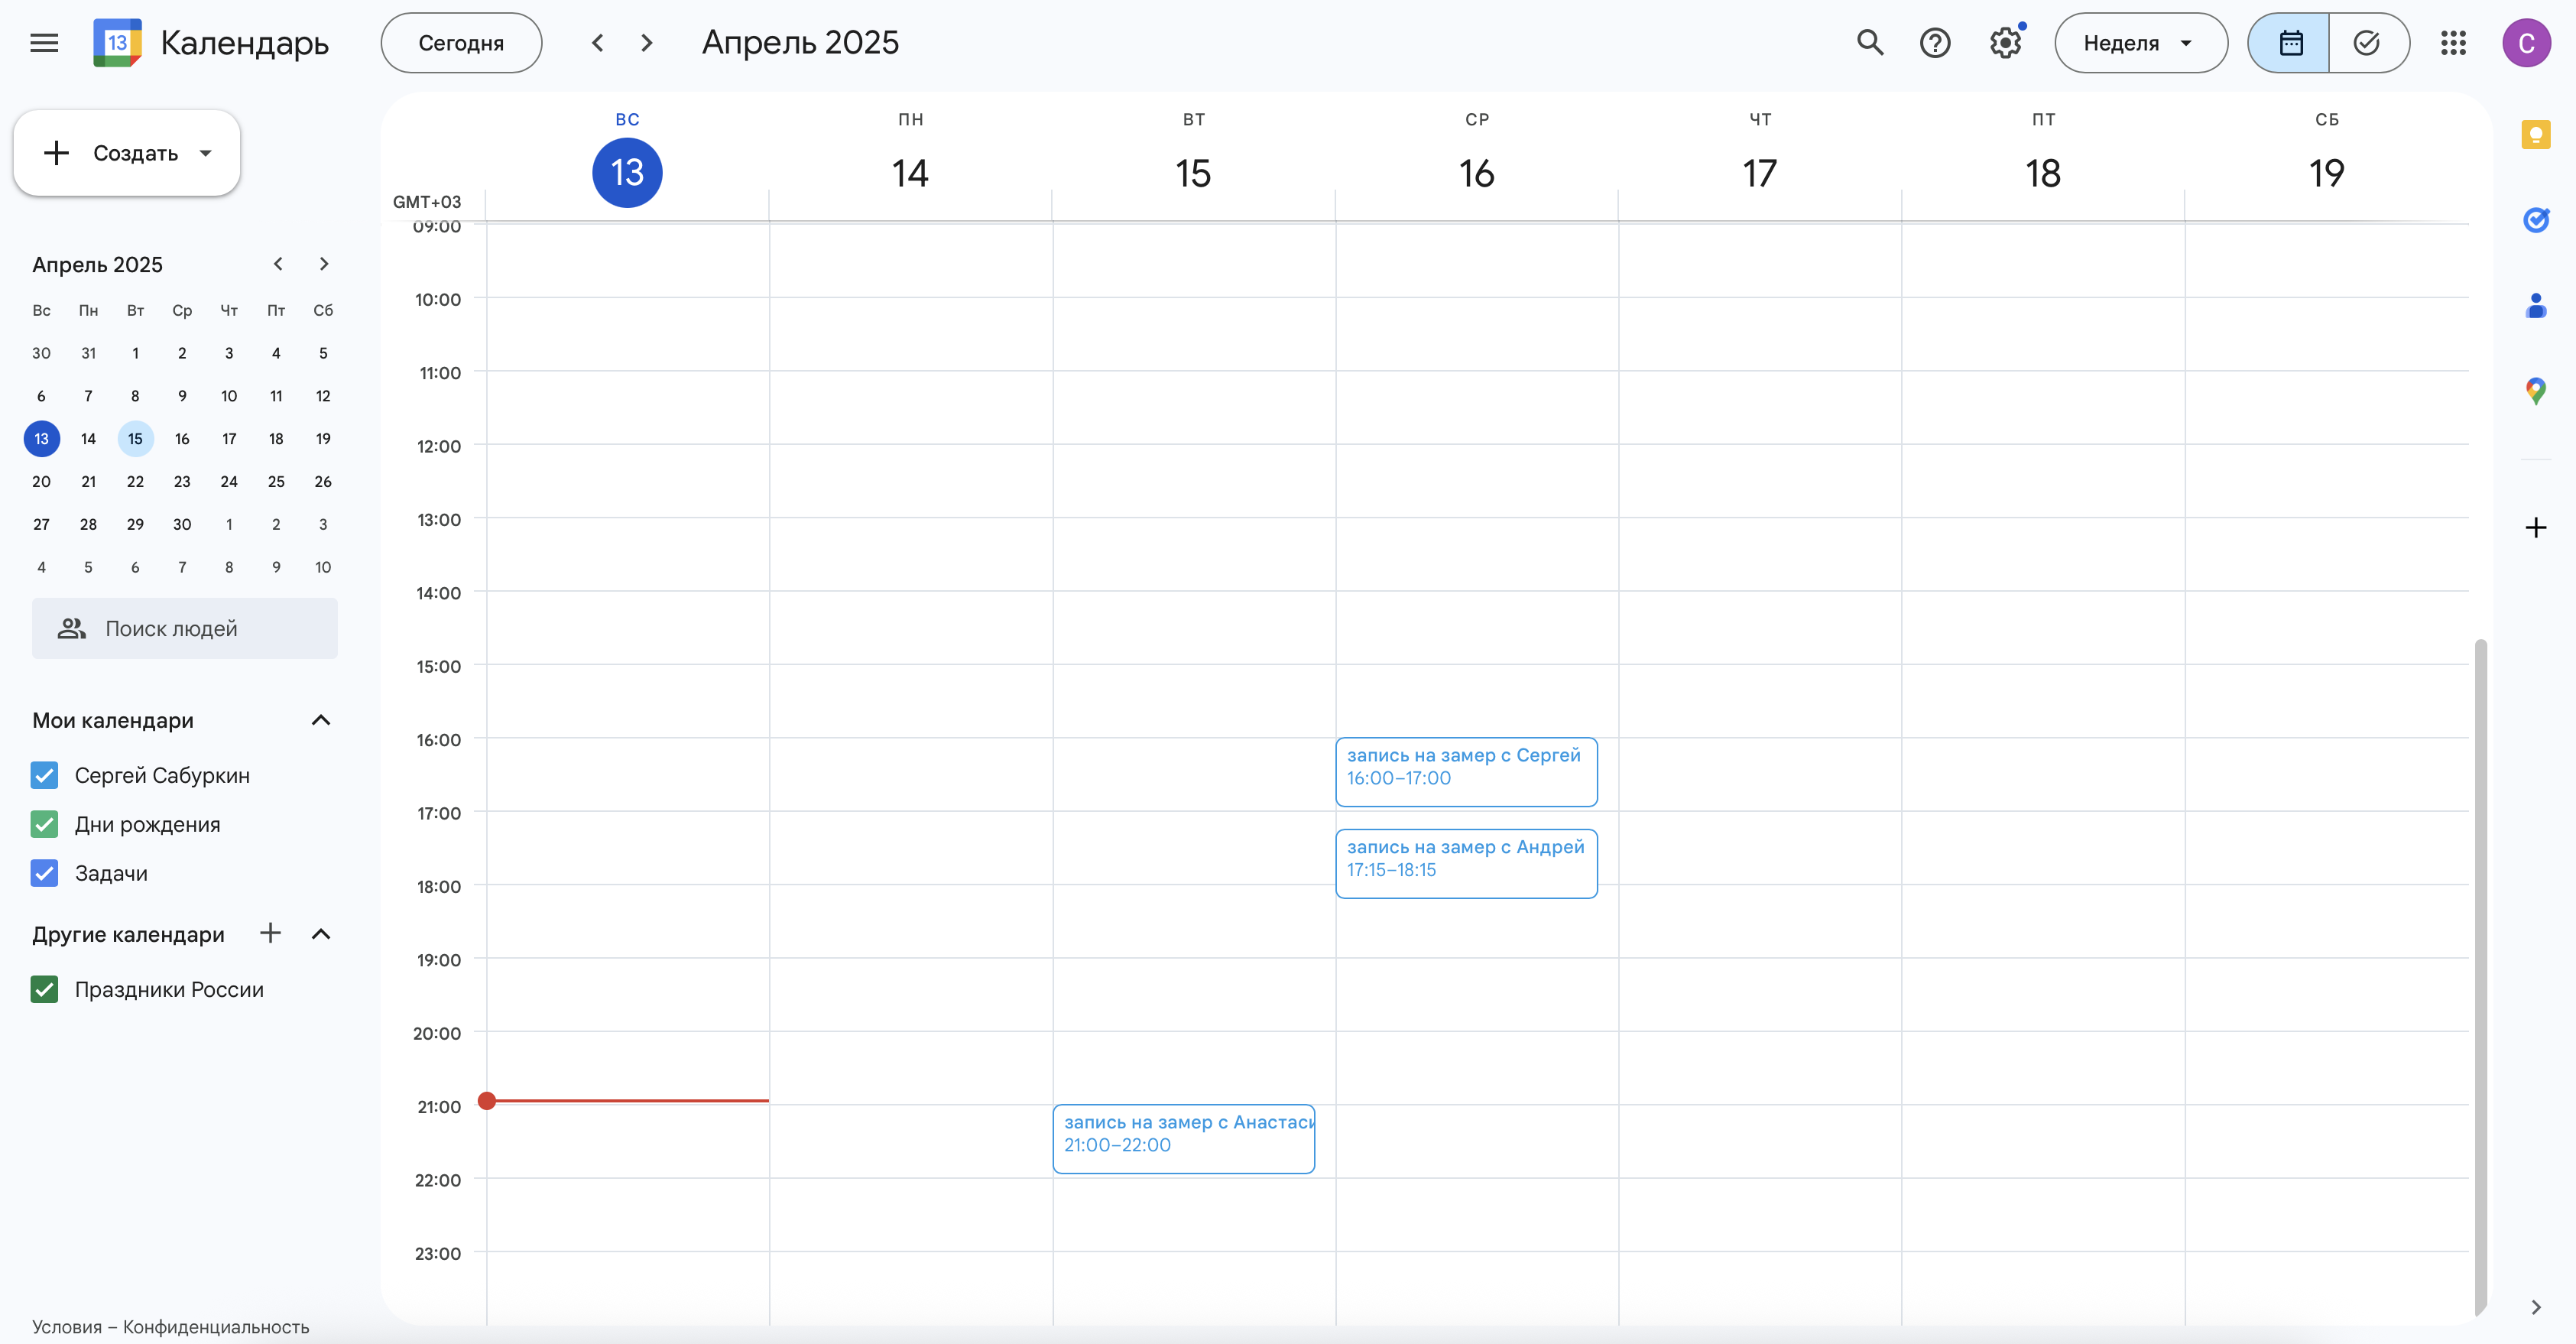 13 Календарь
Сегодня
Апрель 2025
Неделя
С
Создать
Апрель 2025
Вс Пн Вт Ср Чт Пт Сб
30 31 1 2 3 4 5
6 7 8 9 10 11 12
13 14 15 16 17 18 19
20 21 22 23 24 25 26
27 28 29 30 1 2 3
4 5 6 7 8 9 10
Поиск людей
Мои календари
Сергей Сабуркин
Дни рождения
Задачи
Другие календари
Праздники России
Условия – Конфиденциальность
ВС ПН ВТ СР ЧТ ПТ СБ
13 14 15 16 17 18 19
GMT+03
09:00
10:00
11:00
12:00
13:00
14:00
15:00
16:00
запись на замер с Сергей
16:00–17:00
17:00
запись на замер с Андрей
17:15–18:15
18:00
19:00
20:00
21:00
запись на замер с Анастаси
21:00–22:00
22:00
23:00